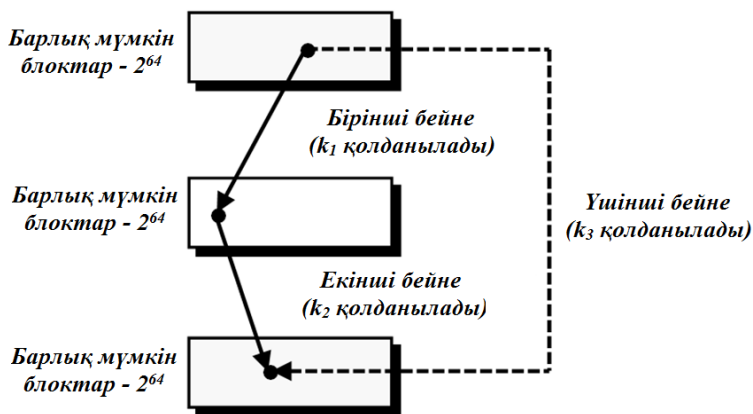 Барлық мүмкін
блоктар - 2⁶⁴
Бірінші бейне
(k₁ қолданылады)
Барлық мүмкін
блоктар - 2⁶⁴
Үшінші бейне
(k₃ қолданылады)
Екінші бейне
(k₂ қолданылады)
Барлық мүмкін
блоктар - 2⁶⁴